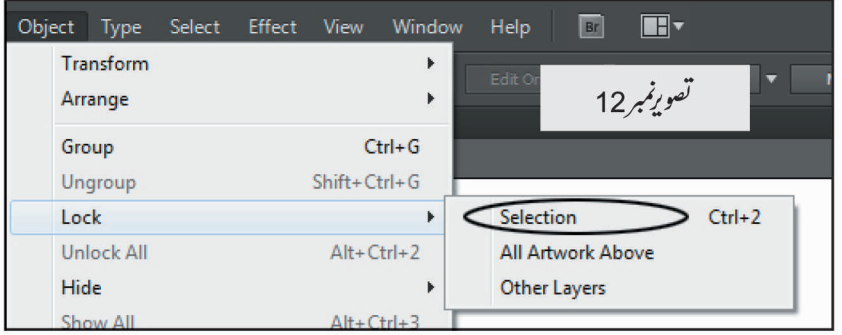 Object Type Select Effect View Window Help Br
Transform
Arrange
Edit Or
تصویر نمبر 12
Group Ctrl+G
Ungroup Shift+Ctrl+G
Lock
Unlock All Alt+Ctrl+2
Hide
Show All Alt+Ctrl+3
Selection Ctrl+2
All Artwork Above
Other Layers